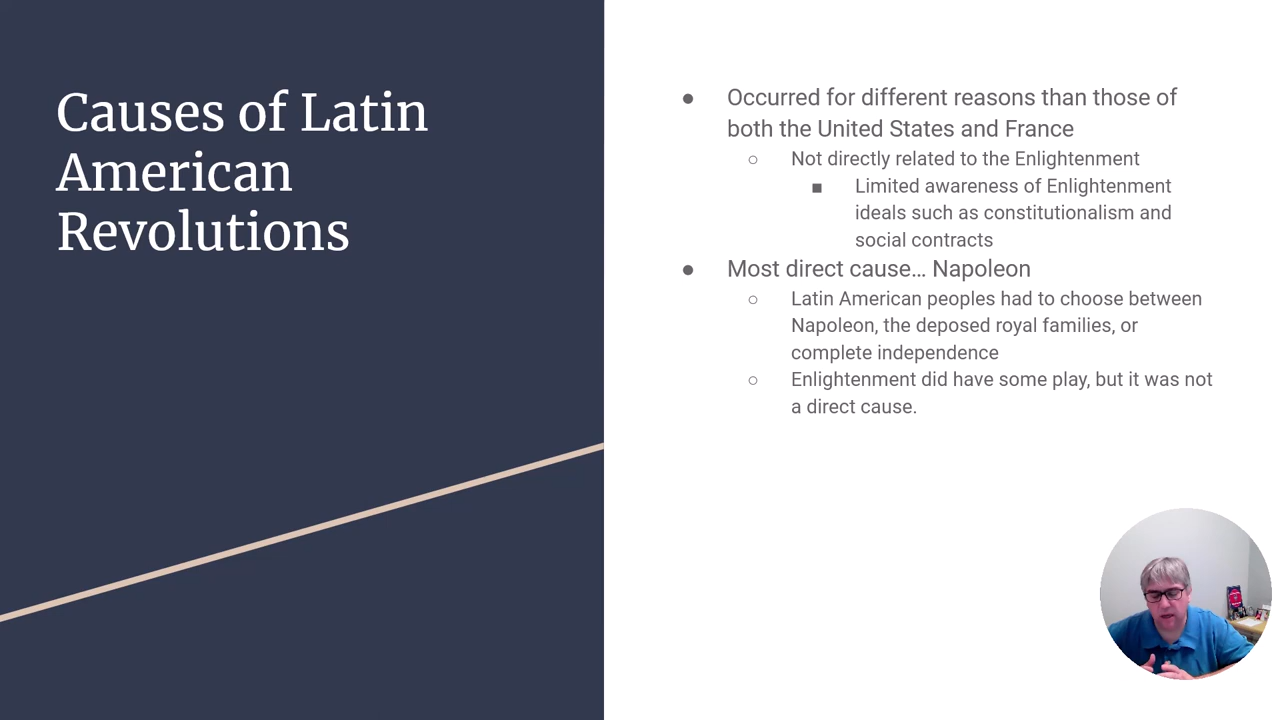 Causes of Latin
American
Revolutions
● Occurred for different reasons than those of
both the United States and France
○ Not directly related to the Enlightenment
■ Limited awareness of Enlightenment
ideals such as constitutionalism and
social contracts
● Most direct cause… Napoleon
○ Latin American peoples had to choose between
Napoleon, the deposed royal families, or
complete independence
○ Enlightenment did have some play, but it was not
a direct cause.